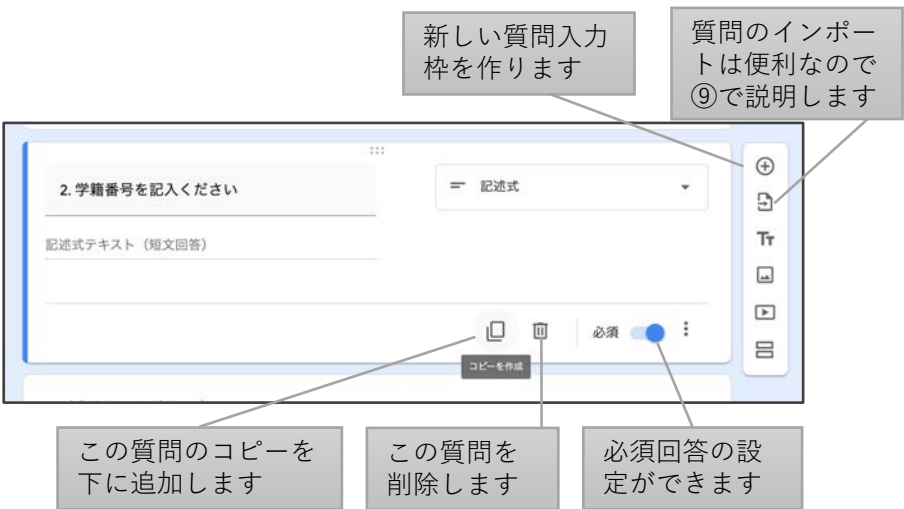 新しい質問入力
枠を作ります
質問のインポー
トは便利なので
⑨で説明します
2. 学籍番号を記入ください
記述式
記述式テキスト（短文回答）
Tт
必須
コピーを作成
この質問のコピーを
下に追加します
この質問を
削除します
必須回答の設
定ができます